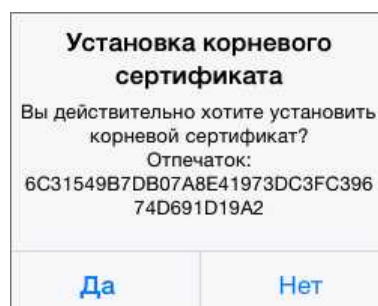 Установка корневого
сертификата
Вы действительно хотите установить
корневой сертификат?
Отпечаток:
6C31549B7DB07A8E41973DC3FC396
74D691D19A2
Да
Нет